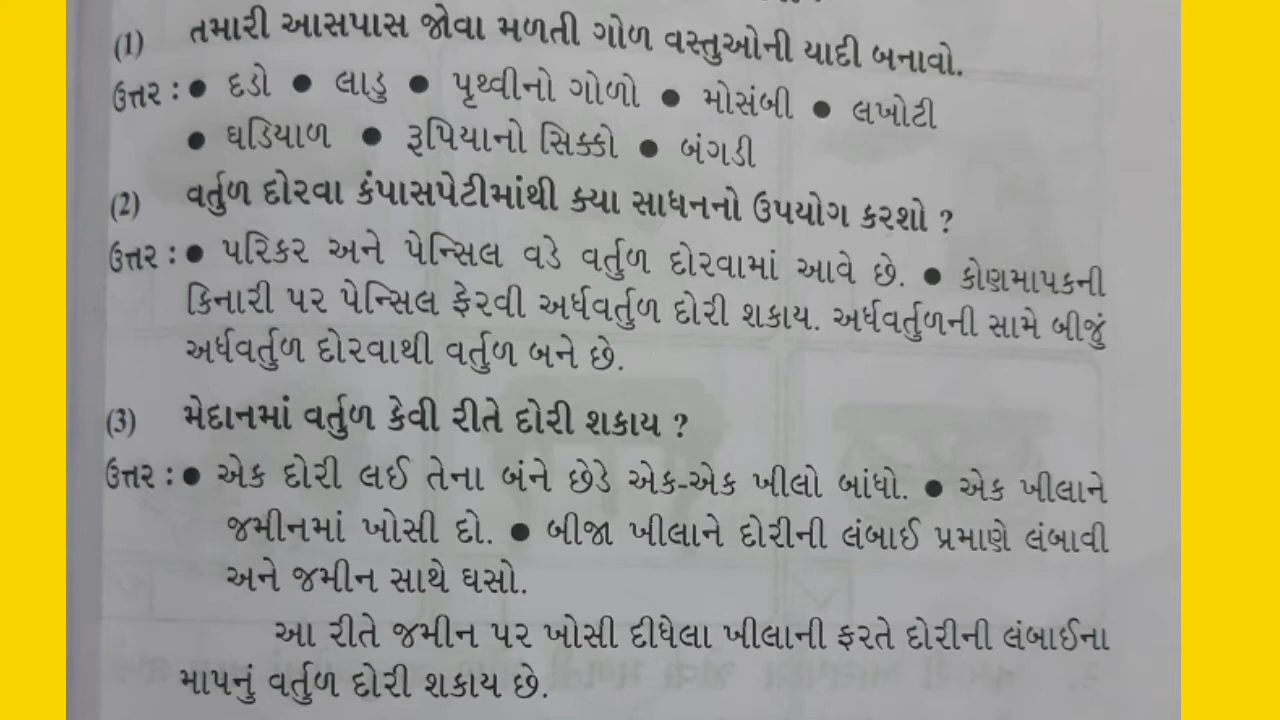 (1) તમારી આસપાસ જોવા મળતી ગોળ વસ્તુઓની યાદી બનાવો.
ઉત્તર : ● દડો ● લાડુ ● પૃથ્વીનો ગોળો ● મોસંબી ● લખોટી
● ઘડિયાળ ● રૂપિયાનો સિક્કો ● બંગડી
(2) વર્તુળ દોરવા કંપાસપેટીમાંથી ક્યા સાધનનો ઉપયોગ કરશો ?
ઉત્તર : ● પરિકર અને પેન્સિલ વડે વર્તુળ દોરવામાં આવે છે. ● કોણમાપકની
કિનારી પર પેન્સિલ ફેરવી અર્ધવર્તુળ દોરી શકાય. અર્ધવર્તુળની સામે બીજું
અર્ધવર્તુળ દોરવાથી વર્તુળ બને છે.
(3) મેદાનમાં વર્તુળ કેવી રીતે દોરી શકાય ?
ઉત્તર : ● એક દોરી લઈ તેના બંને છેડે એક-એક ખીલો બાંધો. ● એક ખીલાને
જમીનમાં ખોસી દો. ● બીજા ખીલાને દોરીની લંબાઈ પ્રમાણે લંબાવી
અને જમીન સાથે ઘસો.
આ રીતે જમીન પર ખોસી દીધેલા ખીલાની ફરતે દોરીની લંબાઈના
માપનું વર્તુળ દોરી શકાય છે.